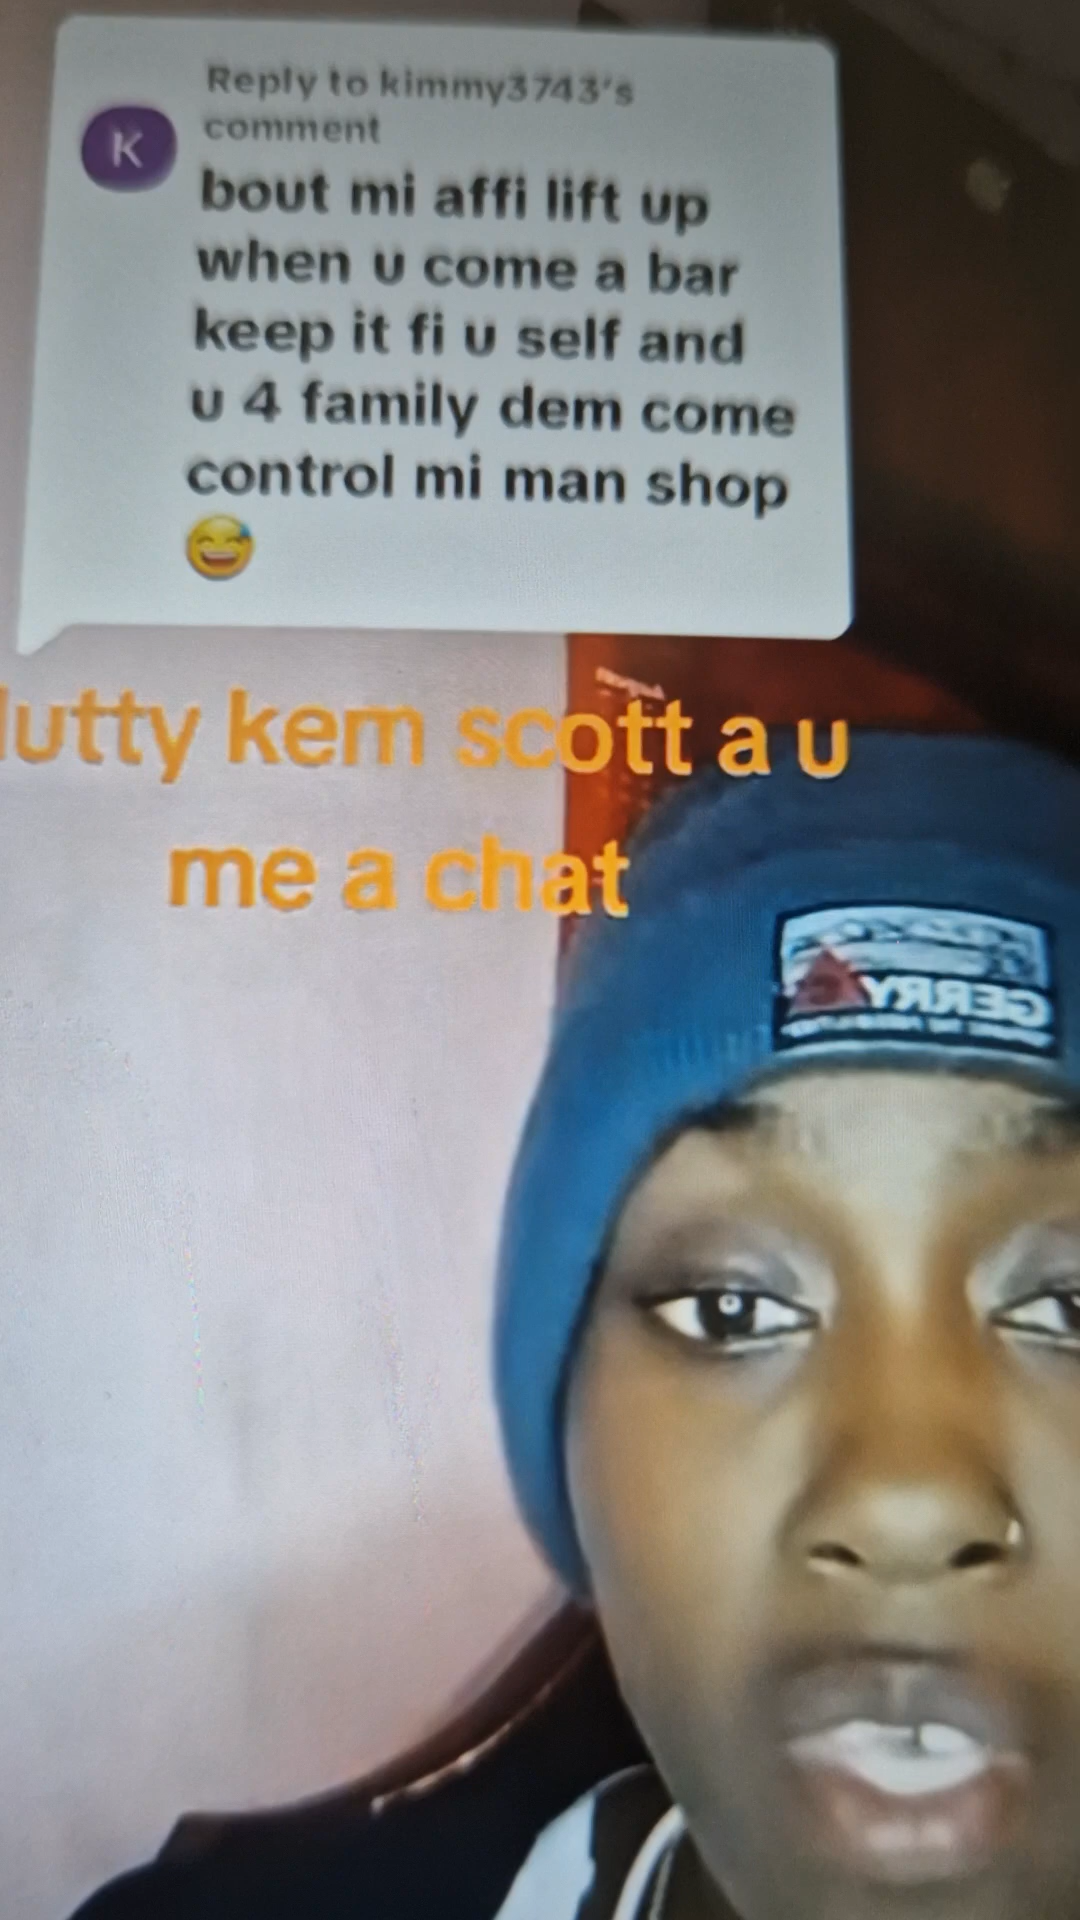 Reply to kimmy3743's
comment
K
bout mi affi lift up
when u come a bar
keep it fi u self and
u 4 family dem come
control mi man shop
😅
lutty kem scott a u
me a chat
GERRY